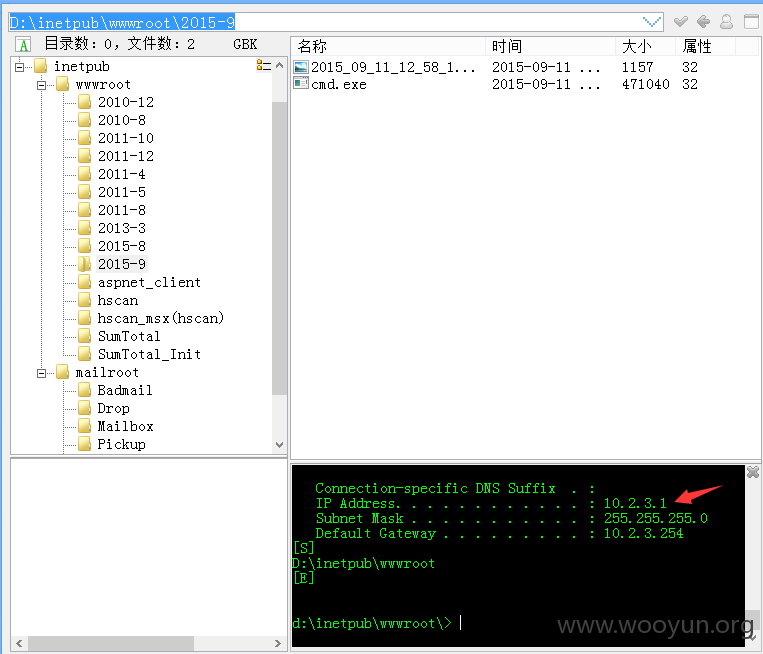 D:\inetpub\wwwroot\2015-9
A 目录数：0，文件数：2 GBK
inetpub
wwwroot
2010-12
2010-8
2011-10
2011-12
2011-4
2011-5
2011-8
2013-3
2015-8
2015-9
aspnet_client
hscan
hscan_msx(hscan)
SumTotal
SumTotal_Init
mailroot
Badmail
Drop
Mailbox
Pickup
名称 时间 大小 属性
2015_09_11_12_58_1... 2015-09-11 ... 1157 32
cmd.exe 2015-09-11 ... 471040 32
Connection-specific DNS Suffix . :
IP Address. . . . . . . . . . . . : 10.2.3.1
Subnet Mask . . . . . . . . . . . : 255.255.255.0
Default Gateway . . . . . . . . . : 10.2.3.254
[S]
D:\inetpub\wwwroot
[E]
d:\inetpub\wwwroot\>
www.wooyun.org